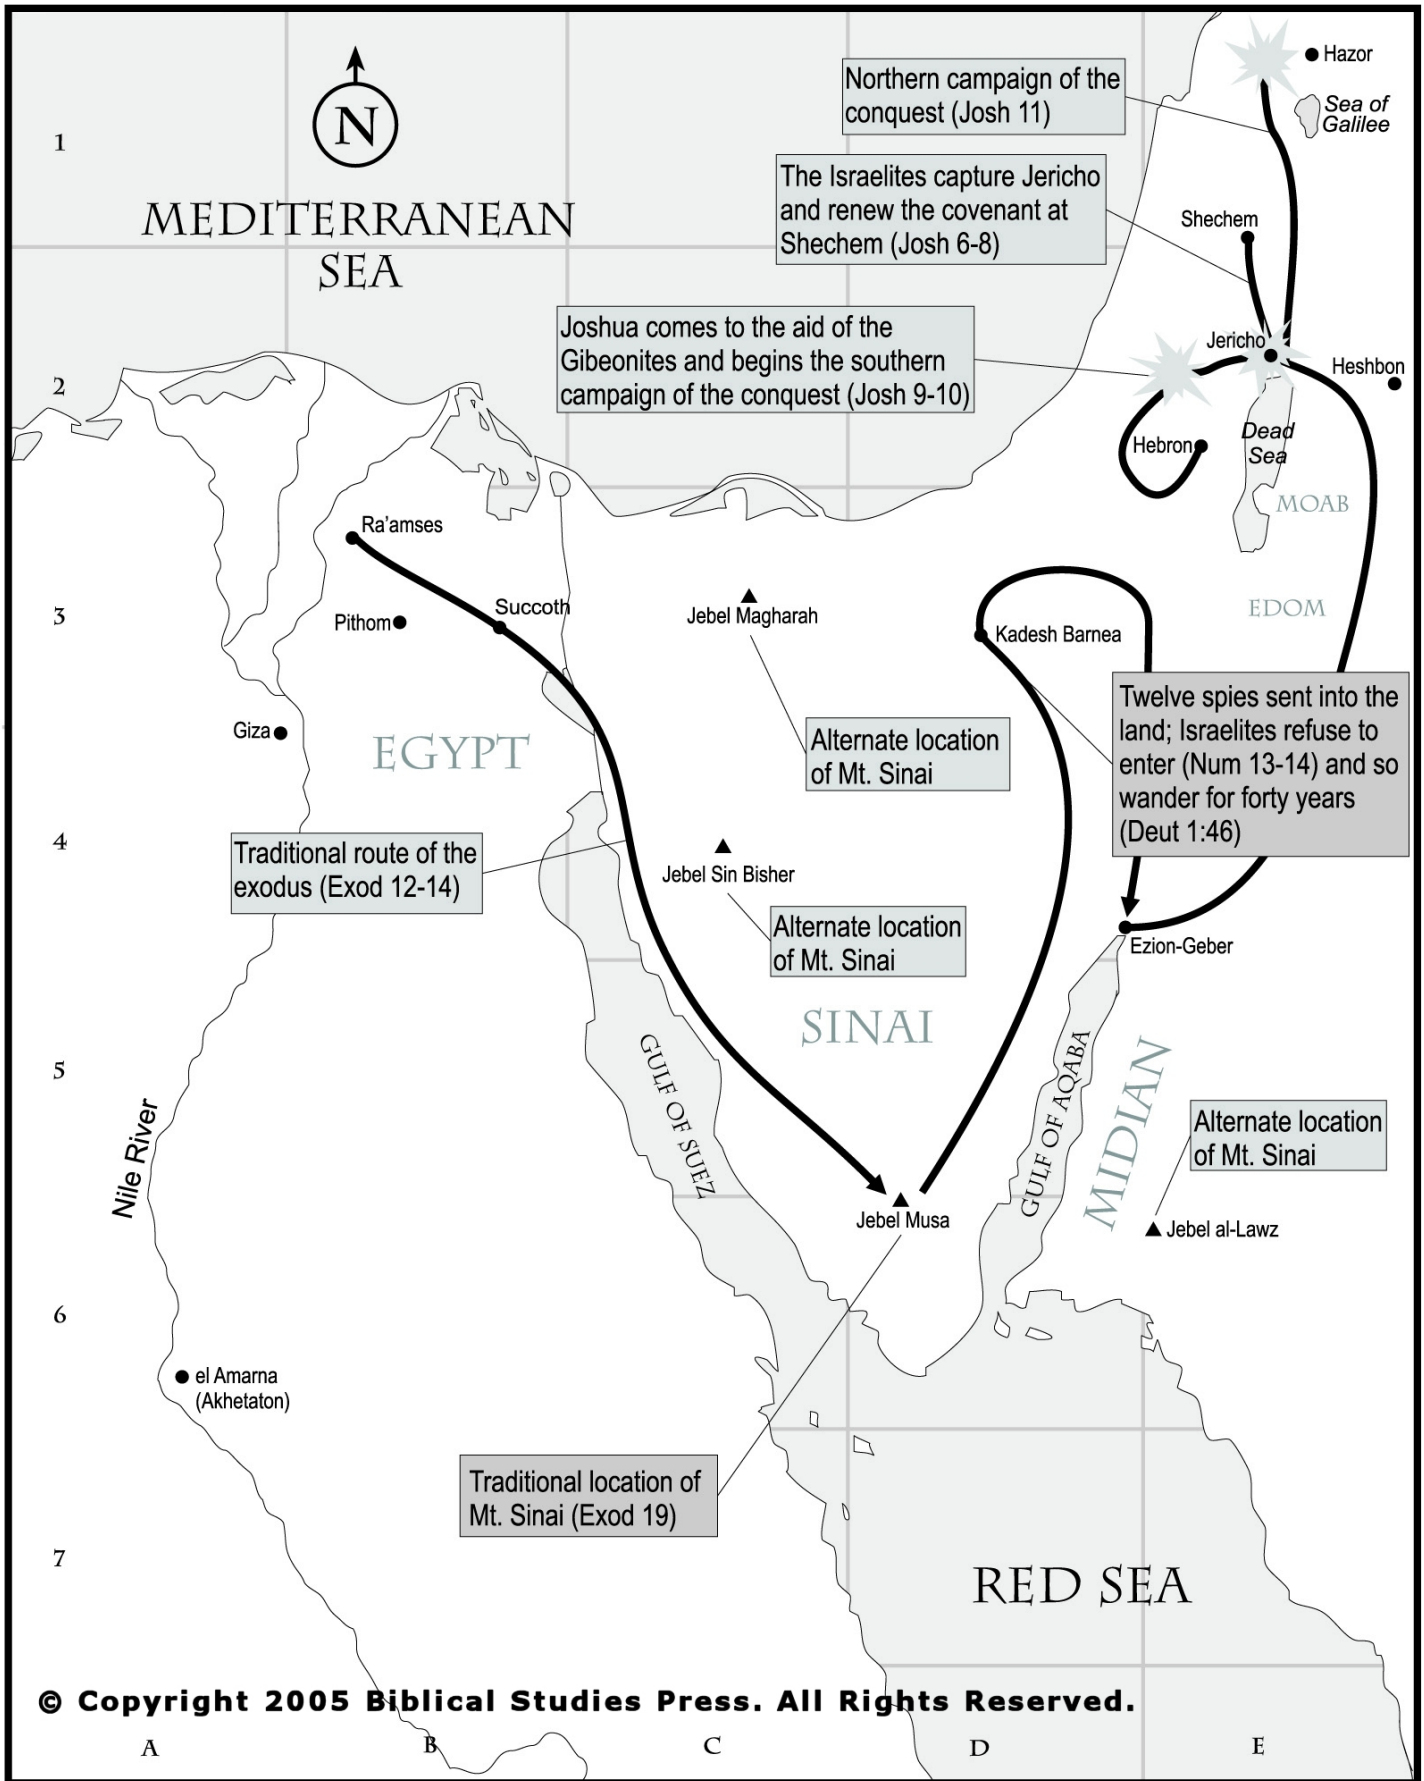 N
1
MEDITERRANEAN
SEA
Northern campaign of the
conquest (Josh 11)
Hazor
Sea of
Galilee
The Israelites capture Jericho
and renew the covenant at
Shechem (Josh 6-8)
Shechem
Joshua comes to the aid of the
Gibeonites and begins the southern
campaign of the conquest (Josh 9-10)
Jericho
Heshbon
2
Hebron
Dead
Sea
MOAB
Ra'amses
Succoth
3
Pithom
Jebel Magharah
Kadesh Barnea
EDOM
Giza
EGYPT
Alternate location
of Mt. Sinai
Twelve spies sent into the
land; Israelites refuse to
enter (Num 13-14) and so
wander for forty years
(Deut 1:46)
4
Traditional route of the
exodus (Exod 12-14)
Jebel Sin Bisher
Alternate location
of Mt. Sinai
Ezion-Geber
SINAI
5
GULF OF SUEZ
GULF OF AQABA
MIDIAN
Alternate location
of Mt. Sinai
Nile River
Jebel Musa
Jebel al-Lawz
6
el Amarna
(Akhetaton)
Traditional location of
Mt. Sinai (Exod 19)
7
RED SEA
© Copyright 2005 Biblical Studies Press. All Rights Reserved.
A B C D E